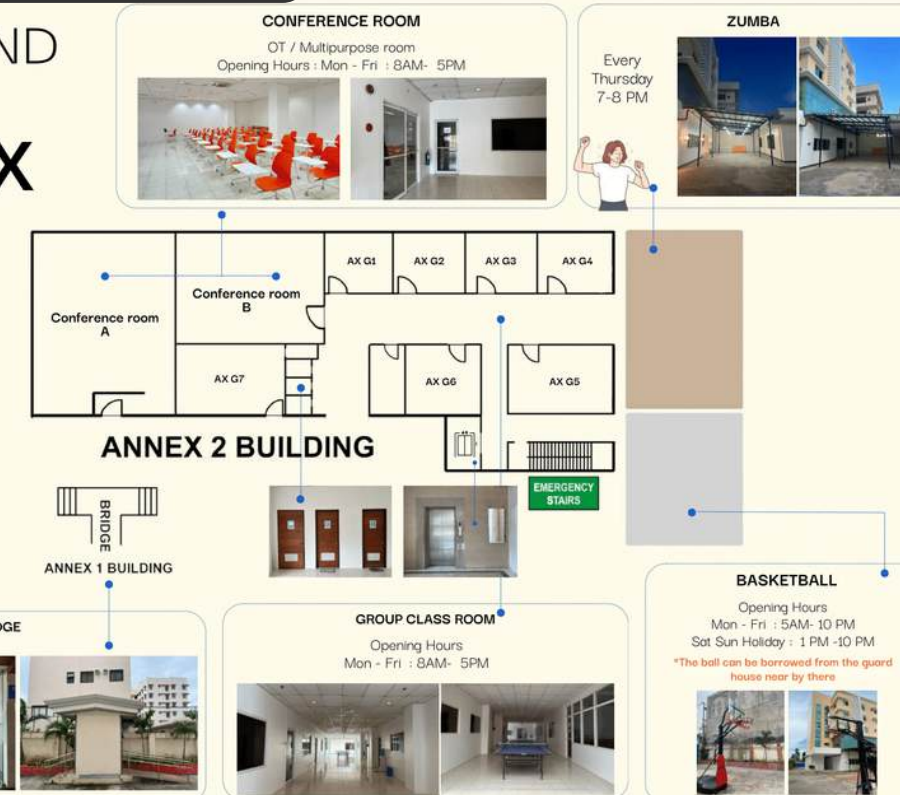 ND
X
CONFERENCE ROOM
OT / Multipurpose room
Opening Hours : Mon - Fri : 8AM- 5PM
ZUMBA
Every
Thursday
7-8 PM
Conference room
A
Conference room
B
AX G1
AX G2
AX G3
AX G4
AX G7
AX G6
AX G5
ANNEX 2 BUILDING
EMERGENCY
STAIRS
BRIDGE
ANNEX 1 BUILDING
DGE
GROUP CLASS ROOM
Opening Hours
Mon - Fri : 8AM- 5PM
BASKETBALL
Opening Hours
Mon - Fri : 5AM- 10 PM
Sat Sun Holiday : 1 PM -10 PM
*The ball can be borrowed from the guard
house near by there